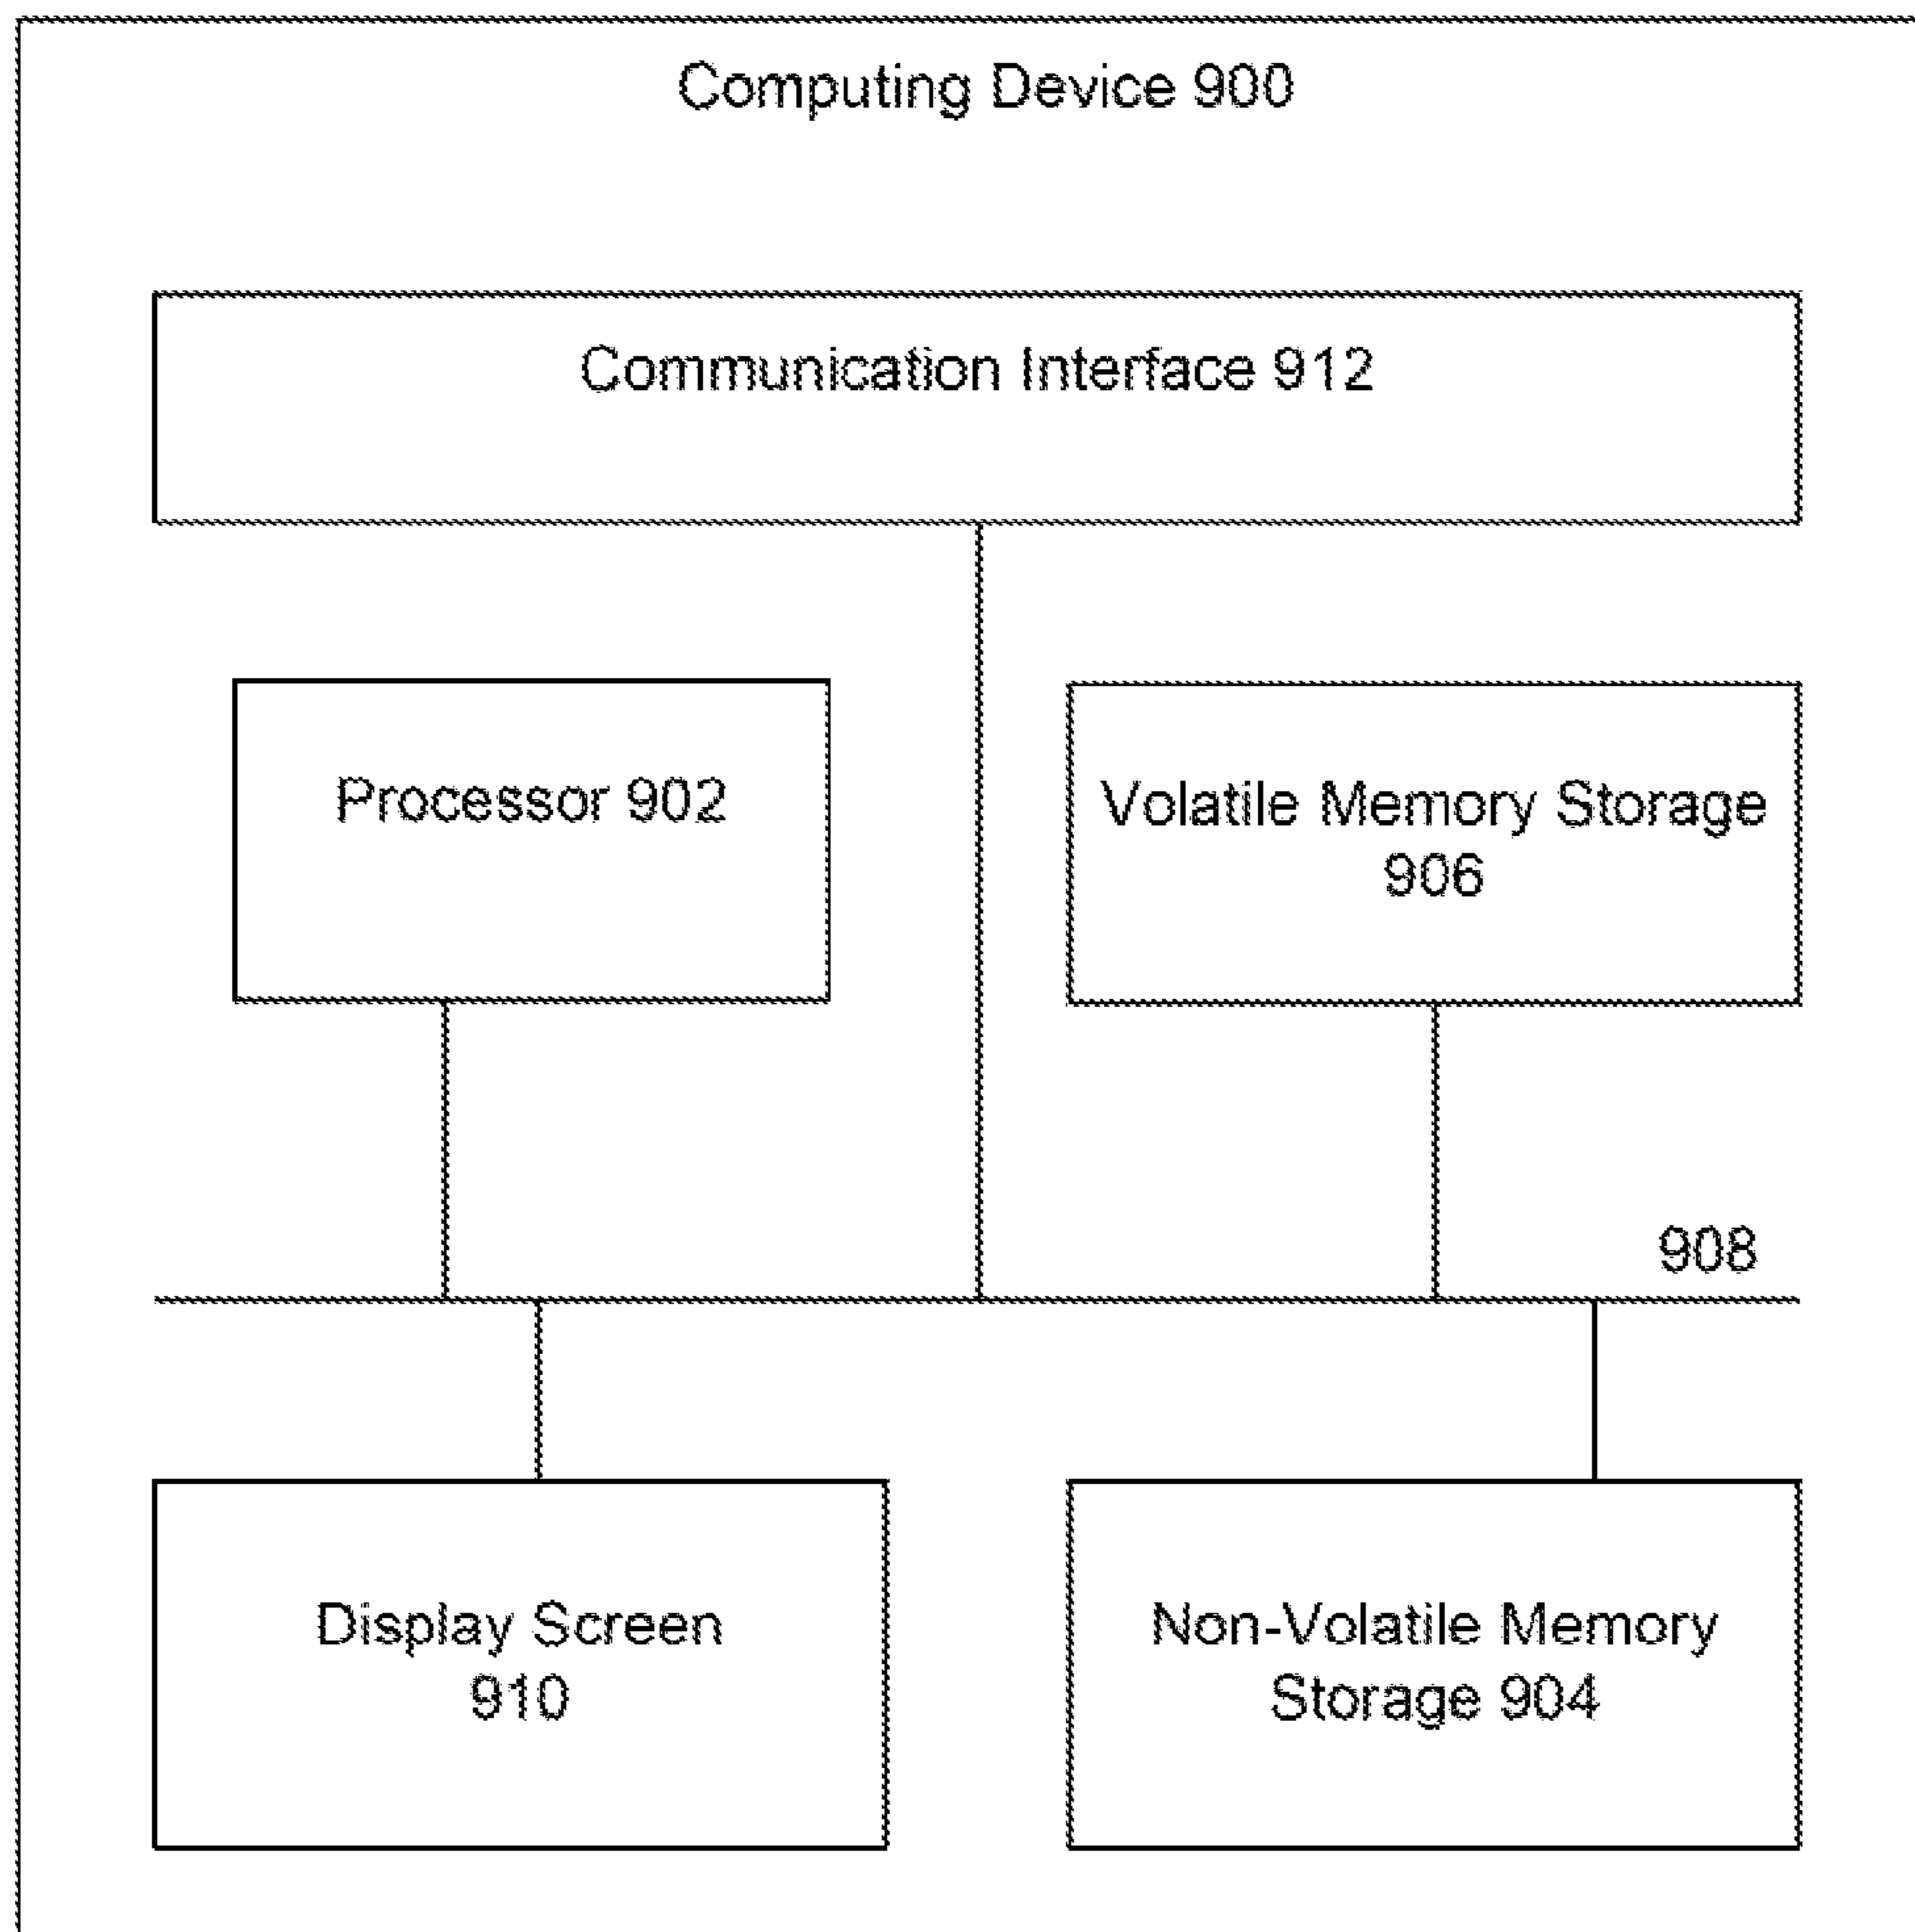 Computing Device 900
Communication Interface 912
Processor 902
Volatile Memory Storage
906
908
Display Screen
910
Non-Volatile Memory
Storage 904